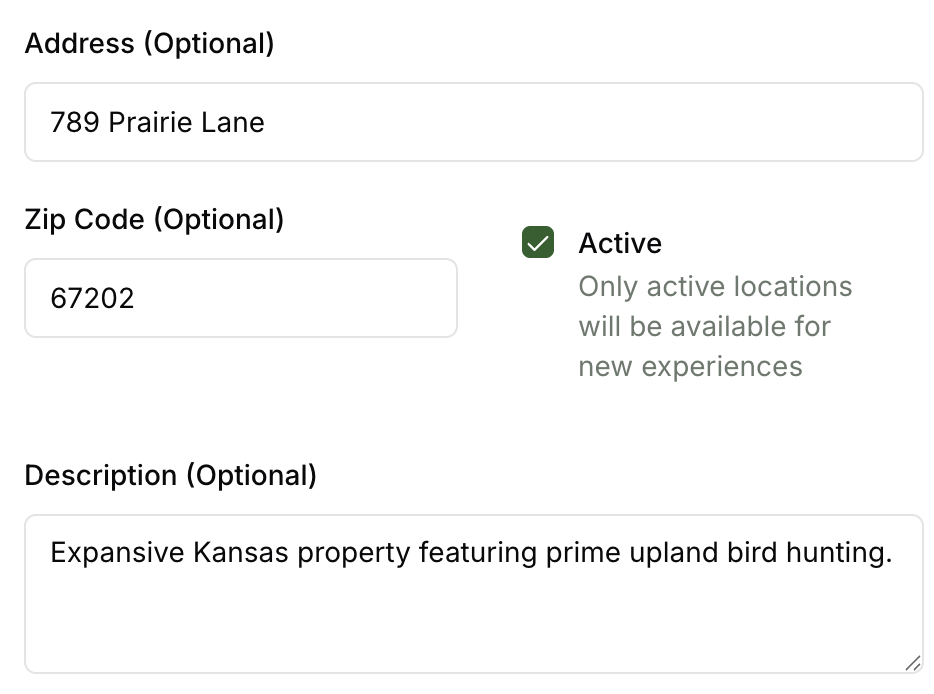 Address (Optional)
789 Prairie Lane
Zip Code (Optional)
67202
Active
Only active locations
will be available for
new experiences
Description (Optional)
Expansive Kansas property featuring prime upland bird hunting.